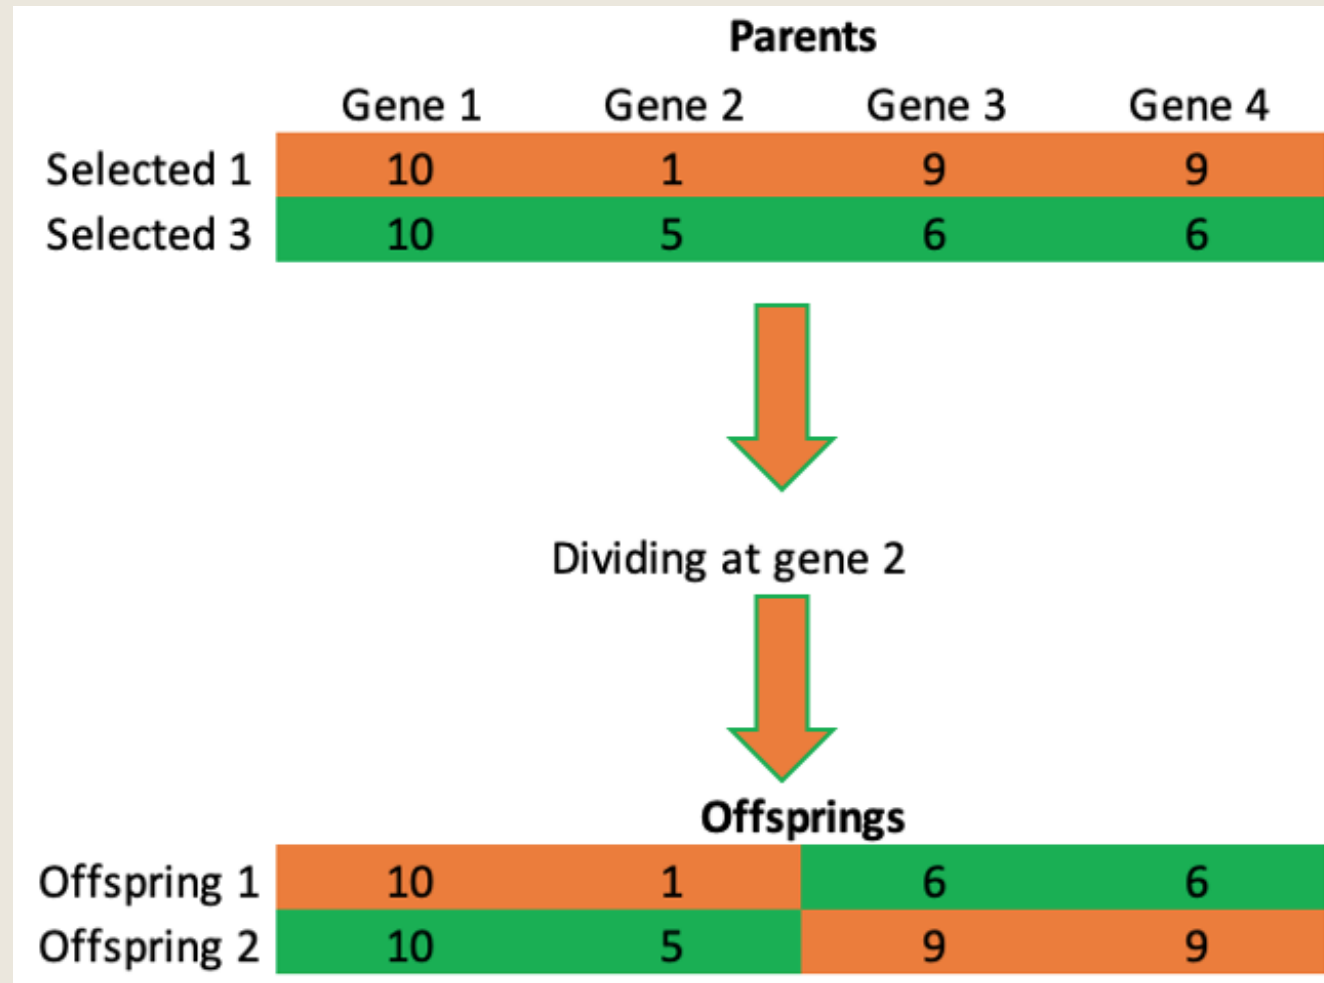 Parents
Gene 1 Gene 2 Gene 3 Gene 4
Selected 1 10 1 9 9
Selected 3 10 5 6 6
Dividing at gene 2
Offsprings
Offspring 1 10 1 6 6
Offspring 2 10 5 9 9